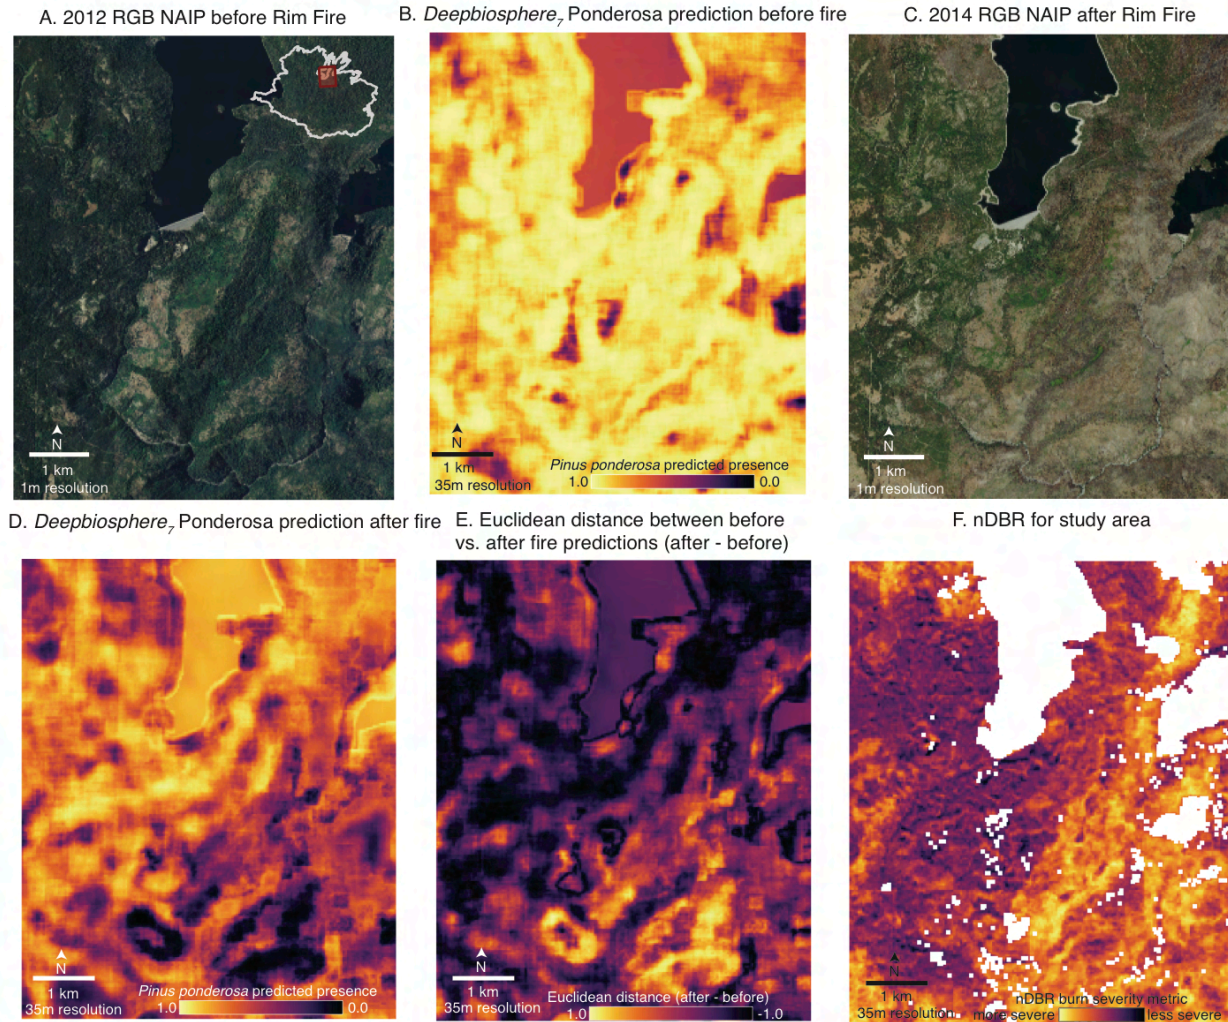 A. 2012 RGB NAIP before Rim Fire
B. Deepbiosphere7 Ponderosa prediction before fire
C. 2014 RGB NAIP after Rim Fire
N
1 km
1m resolution
N
1 km
35m resolution
Pinus ponderosa predicted presence
1.0 0.0
N
1 km
1m resolution
D. Deepbiosphere7 Ponderosa prediction after fire
E. Euclidean distance between before
vs. after fire predictions (after - before)
F. nDBR for study area
N
1 km
35m resolution
Pinus ponderosa predicted presence
1.0 0.0
N
1 km
35m resolution
Euclidean distance (after - before)
1.0 -1.0
N
1 km
35m resolution
nDBR burn severity metric
more severe less severe